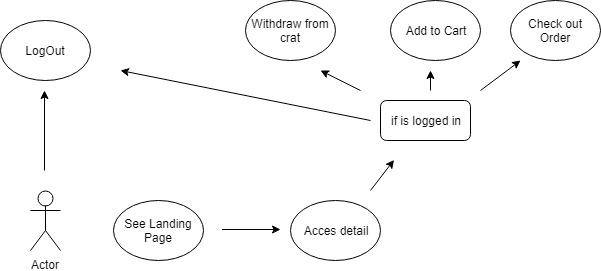 Withdraw from
crat
Add to Cart
Check out
Order
LogOut
if is logged in
See Landing
Page
Acces detail
Actor